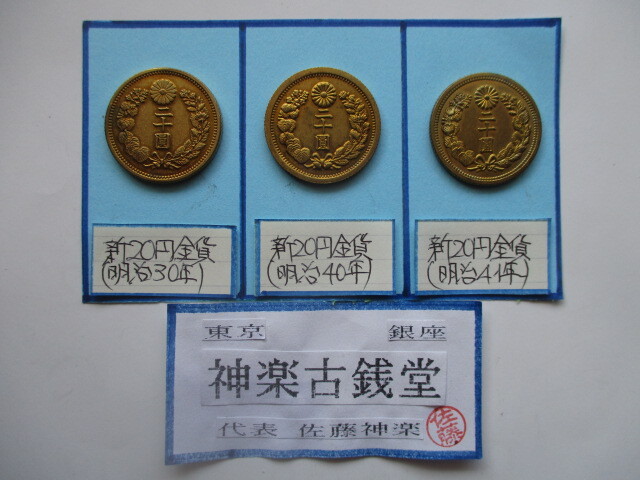 二十圓
二十圓
二十圓
新20円金貨
(明治30年)
新20円金貨
(明治40年)
新20円金貨
(明治41年)
東京 銀座
神楽古銭堂
代表 佐藤神楽
佐藤